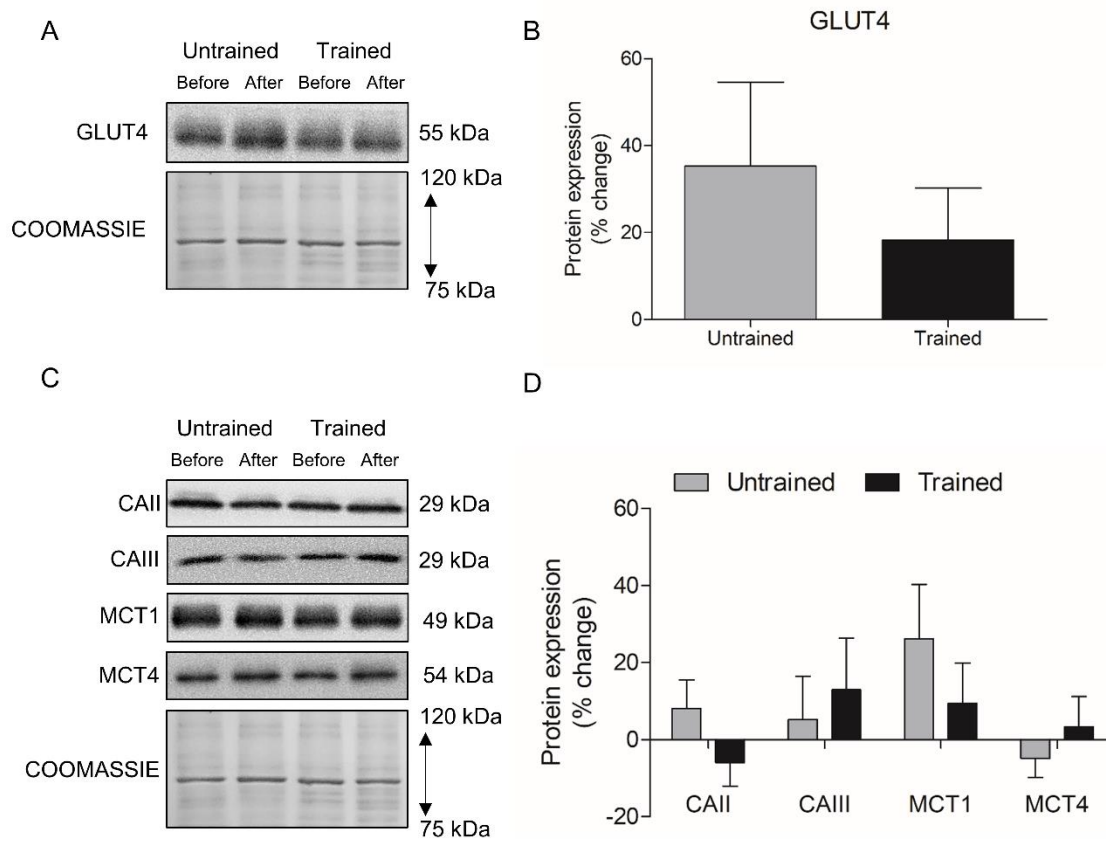 A
Untrained Trained
Before After Before After
GLUT4 55 kDa
120 kDa
COOMASSIE
75 kDa
B
GLUT4
Protein expression
(% change)
60
40
20
0
Untrained Trained
C
Untrained Trained
Before After Before After
CAII 29 kDa
CAIII 29 kDa
MCT1 49 kDa
MCT4 54 kDa
120 kDa
COOMASSIE
75 kDa
D
Untrained Trained
Protein expression
(% change)
60
40
20
0
-20
CAII CAIII MCT1 MCT4